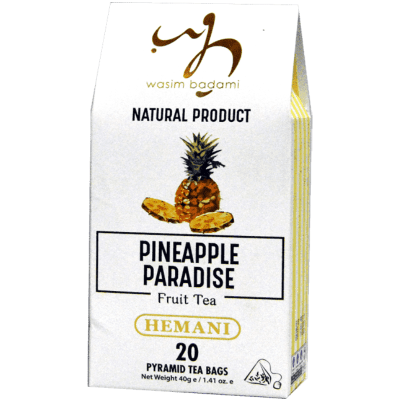 wasim badami
NATURAL PRODUCT
PINEAPPLE
PARADISE
Fruit Tea
HEMANI
20
PYRAMID TEA BAGS
Net Weight 40g e / 1.41 oz. e